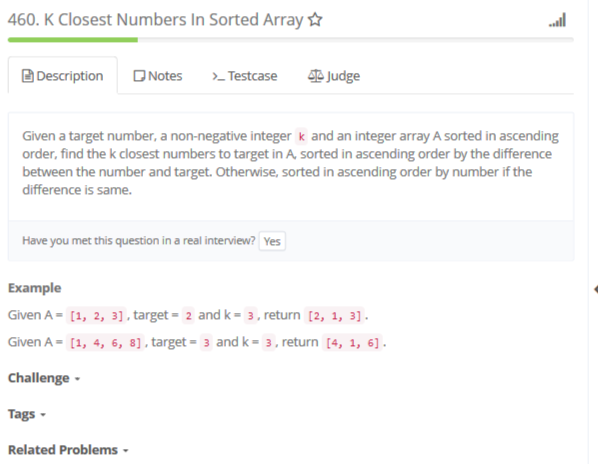 460. K Closest Numbers In Sorted Array
Description Notes >_ Testcase Judge
Given a target number, a non-negative integer k and an integer array A sorted in ascending
order, find the k closest numbers to target in A, sorted in ascending order by the difference
between the number and target. Otherwise, sorted in ascending order by number if the
difference is same.
Have you met this question in a real interview? Yes
Example
Given A = [1, 2, 3], target = 2 and k = 3, return [2, 1, 3].
Given A = [1, 4, 6, 8], target = 3 and k = 3, return [4, 1, 6].
Challenge
Tags
Related Problems